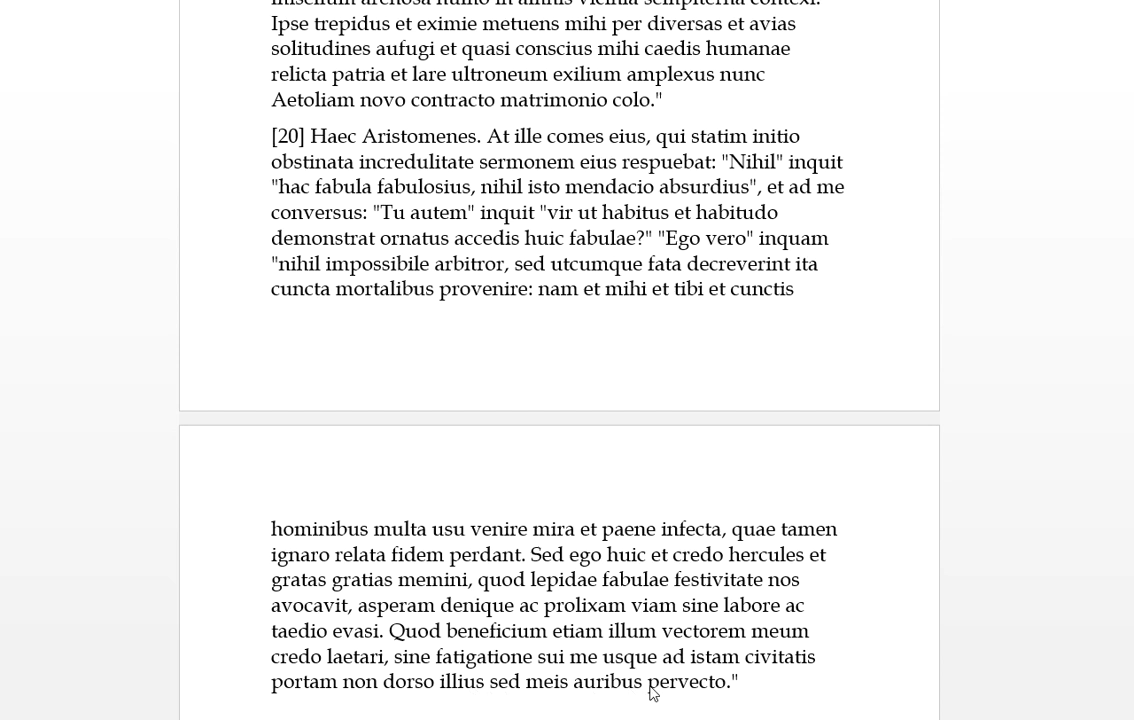 Ipse trepidus et eximie metuens mihi per diversas et avias
solitudines aufugi et quasi conscius mihi caedis humanae
relicta patria et lare ultroneum exilium amplexus nunc
Aetoliam novo contracto matrimonio colo."
[20] Haec Aristomenes. At ille comes eius, qui statim initio
obstinata incredulitate sermonem eius respuebat: "Nihil" inquit
"hac fabula fabulosius, nihil isto mendacio absurdius", et ad me
conversus: "Tu autem" inquit "vir ut habitus et habitudo
demonstrat ornatus accedis huic fabulae?" "Ego vero" inquam
"nihil impossibile arbitror, sed utcumque fata decreverint ita
cuncta mortalibus provenire: nam et mihi et tibi et cunctis
hominibus multa usu venire mira et paene infecta, quae tamen
ignaro relata fidem perdant. Sed ego huic et credo hercules et
gratas gratias memini, quod lepidae fabulae festivitate nos
avocavit, asperam denique ac prolixam viam sine labore ac
taedio evasi. Quod beneficium etiam illum vectorem meum
credo laetari, sine fatigatione sui me usque ad istam civitatis
portam non dorso illius sed meis auribus pervecto."